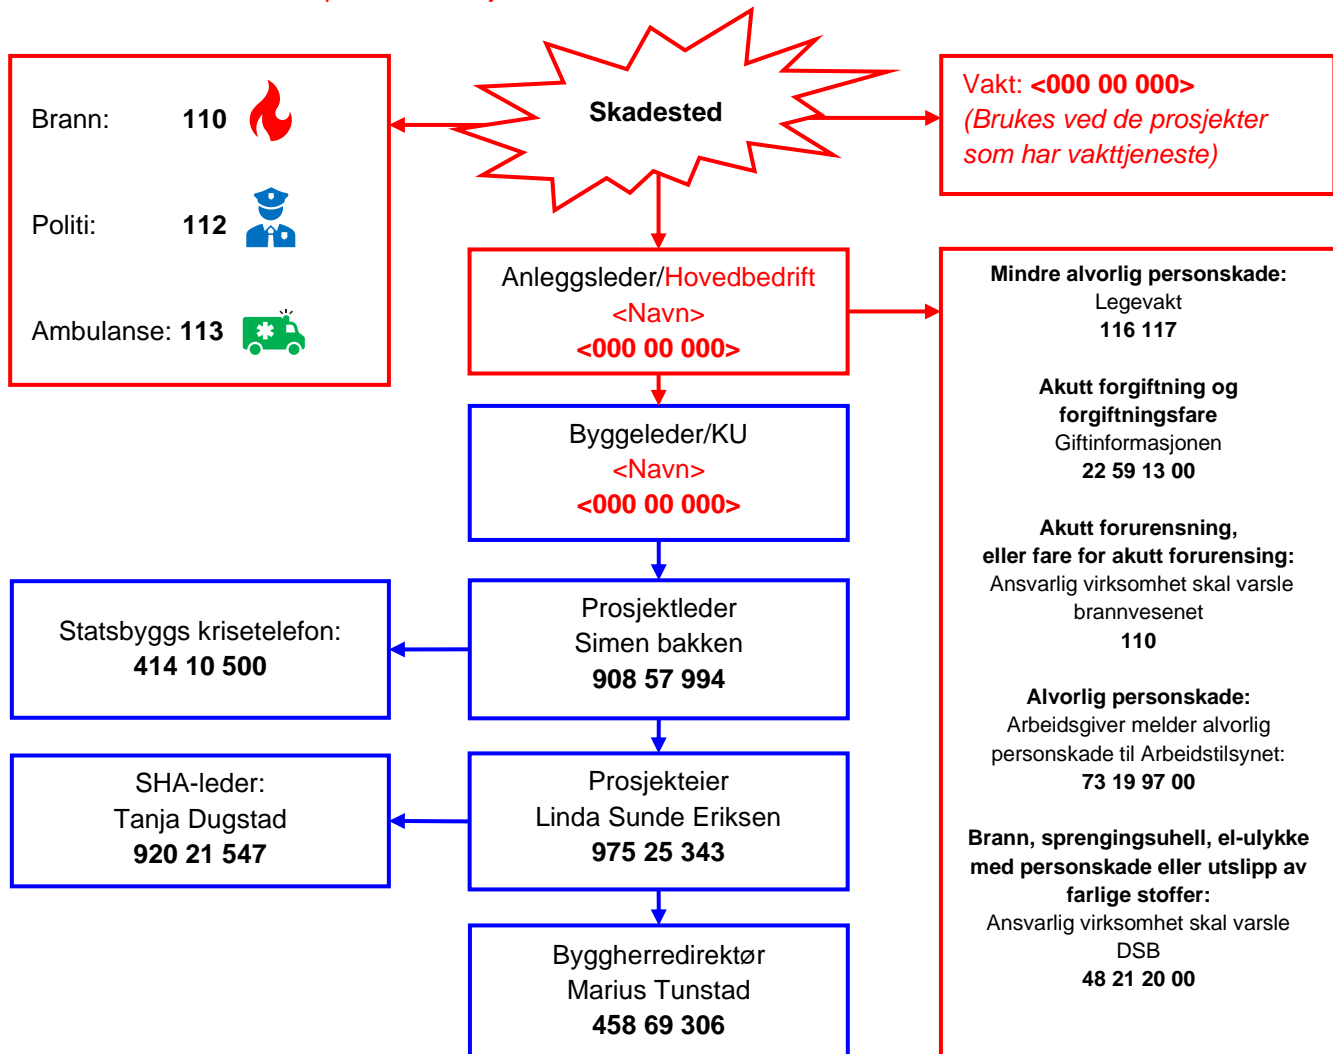 Skadested
Brann: 110
Politi: 112
Ambulanse: 113
Vakt: <000 00 000>
(Brukes ved de prosjekter
som har vakttjeneste)
Anleggsleder/Hovedbedrift
<Navn>
<000 00 000>
Byggeleder/KU
<Navn>
<000 00 000>
Prosjektleder
Simen bakken
908 57 994
Statsbyggs krisetelefon:
414 10 500
Prosjekteier
Linda Sunde Eriksen
975 25 343
SHA-leder:
Tanja Dugstad
920 21 547
Byggherredirektør
Marius Tunstad
458 69 306
Mindre alvorlig personskade:
Legevakt
116 117
Akutt forgiftning og
forgiftningsfare
Giftinformasjonen
22 59 13 00
Akutt forurensning,
eller fare for akutt forurensing:
Ansvarlig virksomhet skal varsle
brannvesenet
110
Alvorlig personskade:
Arbeidsgiver melder alvorlig
personskade til Arbeidstilsynet:
73 19 97 00
Brann, sprengingsuhell, el-ulykke
med personskade eller utslipp av
farlige stoffer:
Ansvarlig virksomhet skal varsle
DSB
48 21 20 00